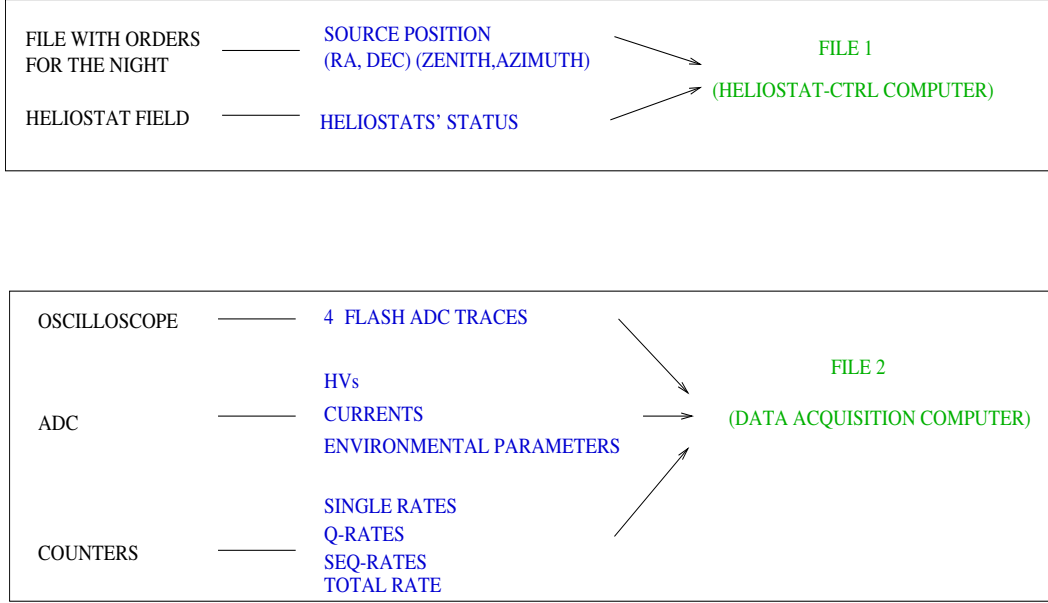 FILE WITH ORDERS
FOR THE NIGHT
SOURCE POSITION
(RA, DEC) (ZENITH,AZIMUTH)
FILE 1
(HELIOSTAT-CTRL COMPUTER)
HELIOSTAT FIELD
HELIOSTATS' STATUS
OSCILLOSCOPE
4 FLASH ADC TRACES
ADC
HVs
CURRENTS
ENVIRONMENTAL PARAMETERS
FILE 2
(DATA ACQUISITION COMPUTER)
COUNTERS
SINGLE RATES
Q-RATES
SEQ-RATES
TOTAL RATE